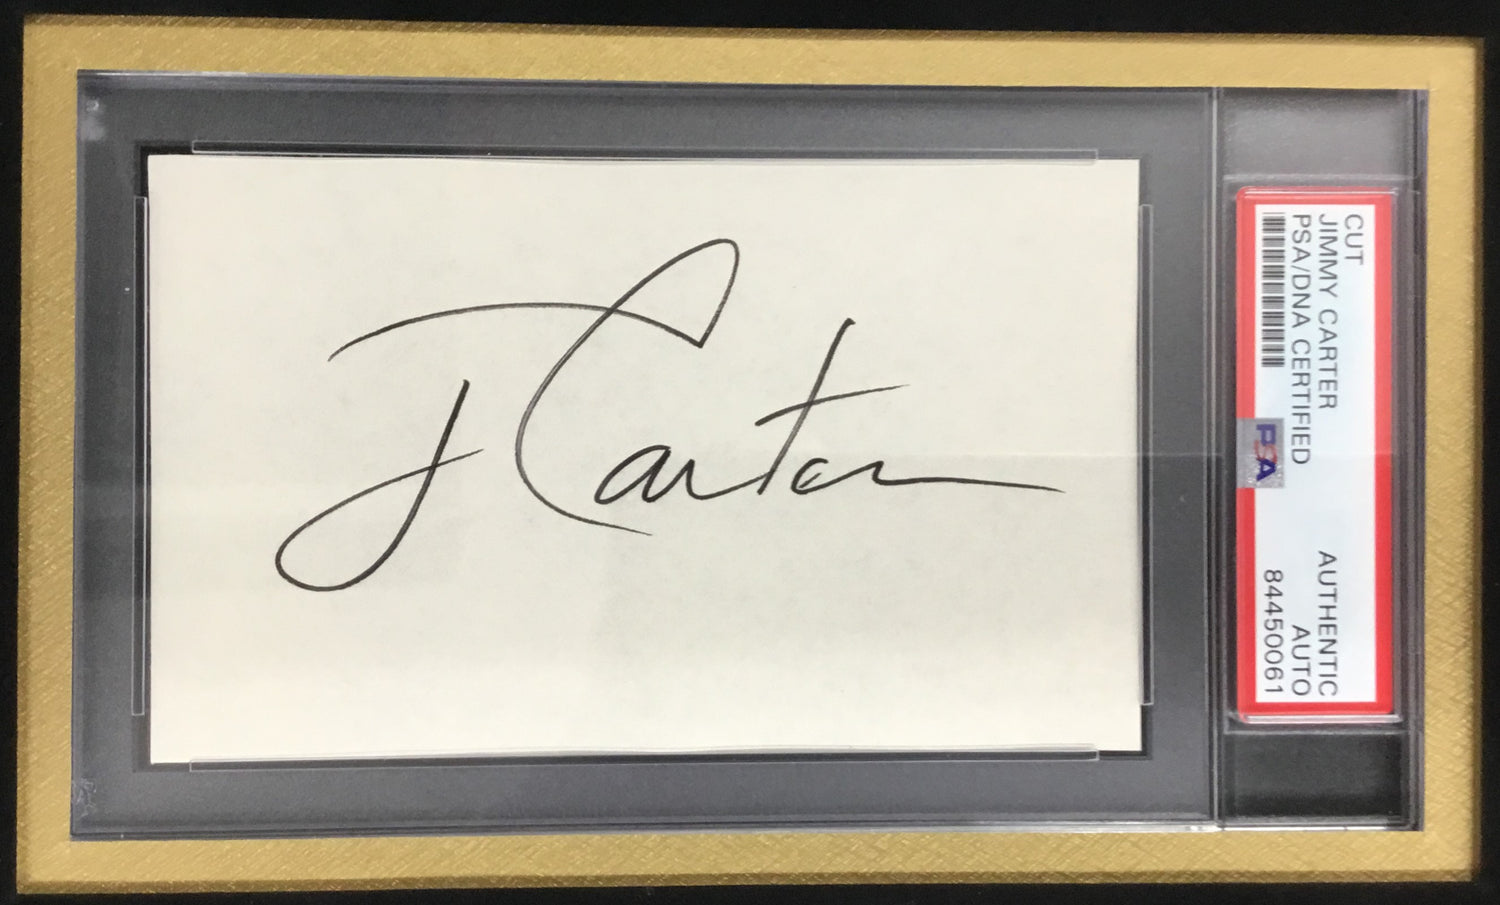 J Carter
CUT
JIMMY CARTER
PSA/DNA CERTIFIED
PSA
AUTHENTIC
AUTO
84450061